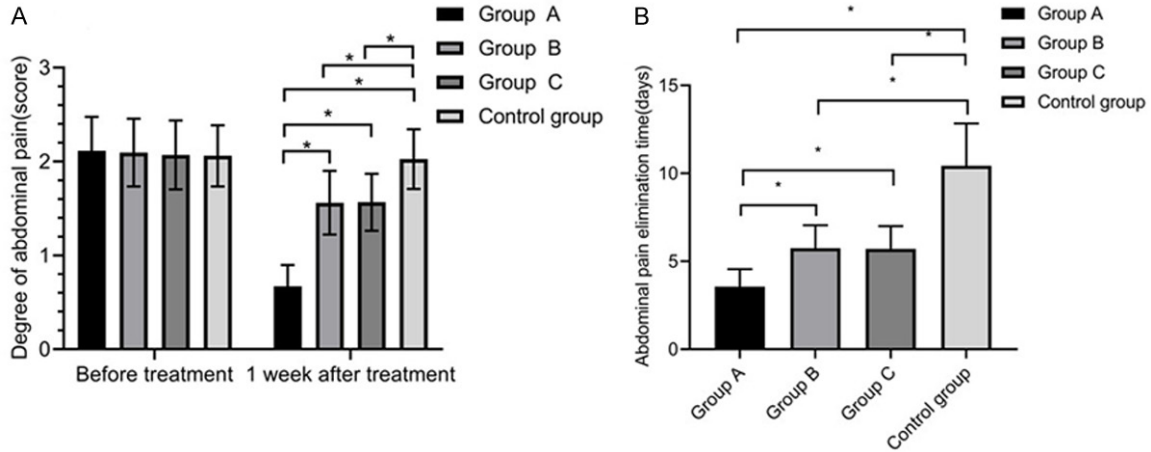 A
Group A
Group B
Group C
Control group
Degree of abdominal pain(score)
3
2
1
0
*
*
*
*
*
Before treatment
1 week after treatment
B
Group A
Group B
Group C
Control group
Abdominal pain elimination time(days)
15
10
5
0
*
*
*
*
*
Group A
Group B
Group C
Control group